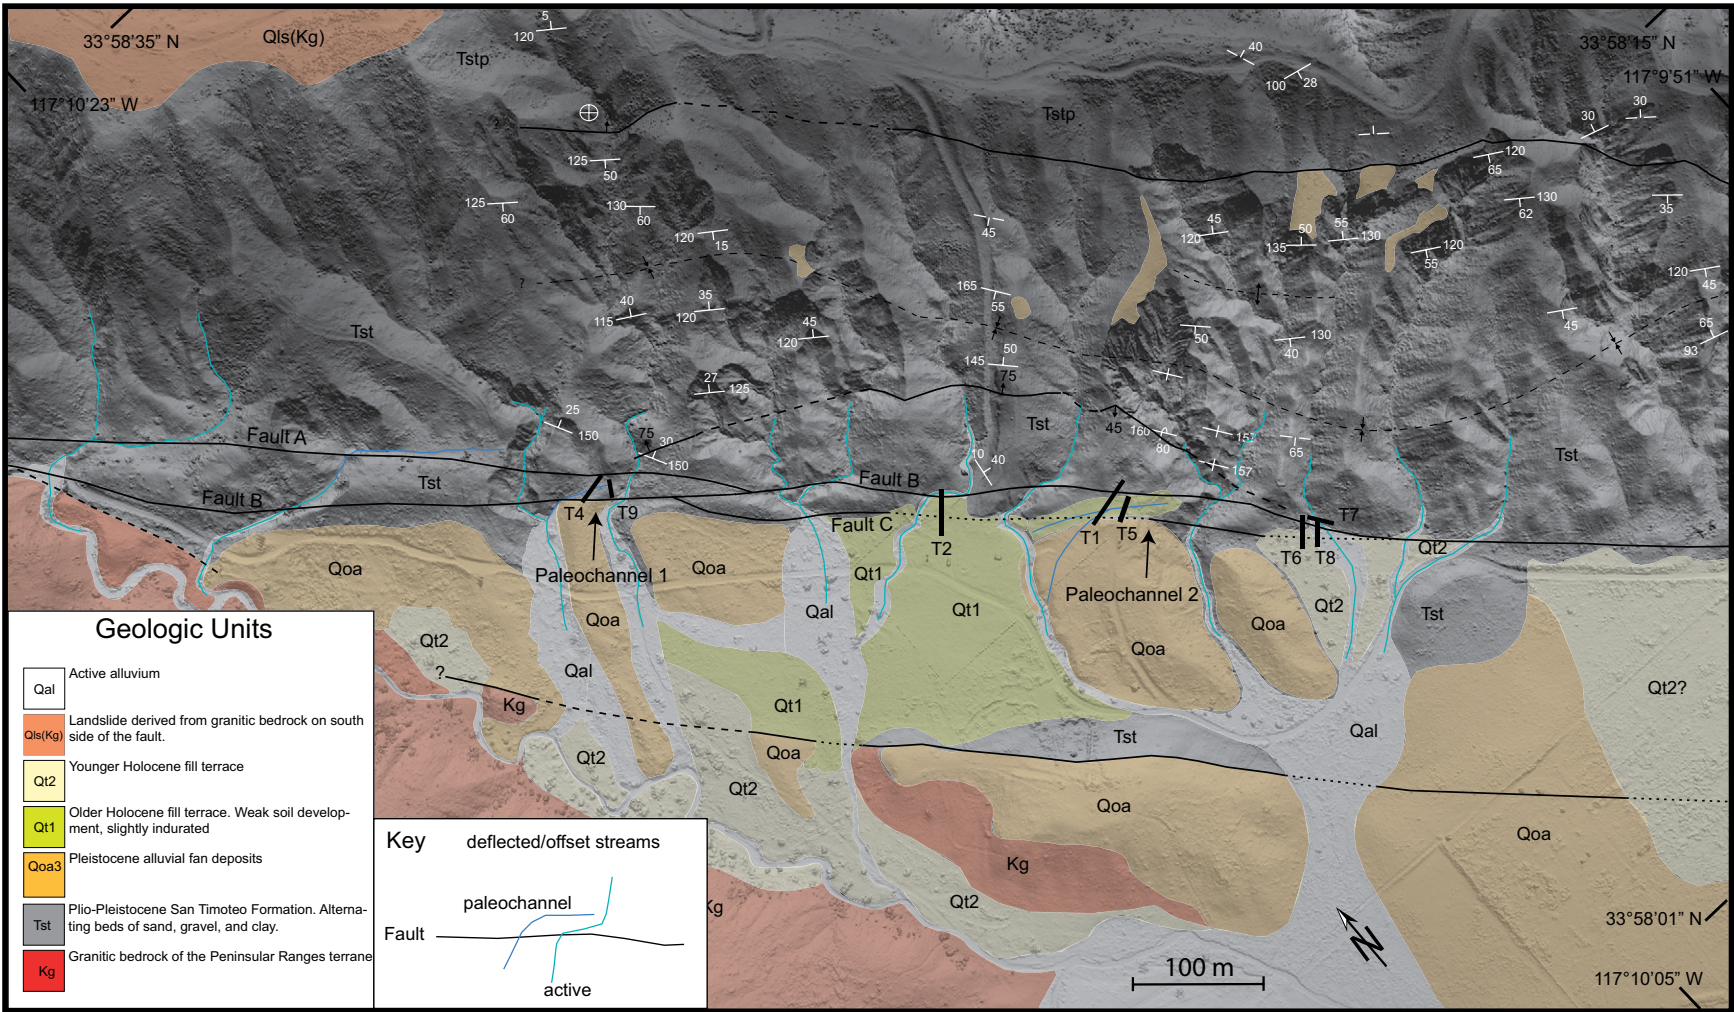 5
120
33°58'35" N
Qls(Kg)
Tstp
40
100
28
33°58'15" N
117°9'51" W
117°10'23" W
?
Tstp
30
30
125
50
120
65
125
60
130
60
130
62
35
120
15
45
45
120
50
135
55
130
120
55
?
165
55
120
45
40
115
35
120
45
120
50
130
40
45
65
93
Tst
50
145
75
27
125
25
150
Fault A
75
30
150
Tst
45
160
80
157
157
65
Tst
10
40
Tst
Fault B
Fault B
T4
T9
Fault C
T2
T1
T5
T7
T6
T8
Qt2
Qoa
Paleochannel 1
Qoa
Qt1
Paleochannel 2
Qt2
Qoa
Qal
Qt1
Qoa
Tst
Qt2
?
Qal
Qoa
Qt2?
Kg
Qt1
Tst
Qal
Qt2
Qoa
Qt2
Qoa
Qoa
Kg
Qt2
Kg
33°58'01" N
117°10'05" W
N
100 m
Geologic Units
Qal
Active alluvium
Qls(Kg)
Landslide derived from granitic bedrock on south
side of the fault.
Qt2
Younger Holocene fill terrace
Qt1
Older Holocene fill terrace. Weak soil develop-
ment, slightly indurated
Qoa3
Pleistocene alluvial fan deposits
Tst
Plio-Pleistocene San Timoteo Formation. Alterna-
ting beds of sand, gravel, and clay.
Kg
Granitic bedrock of the Peninsular Ranges terrane
Key
deflected/offset streams
paleochannel
Fault
active